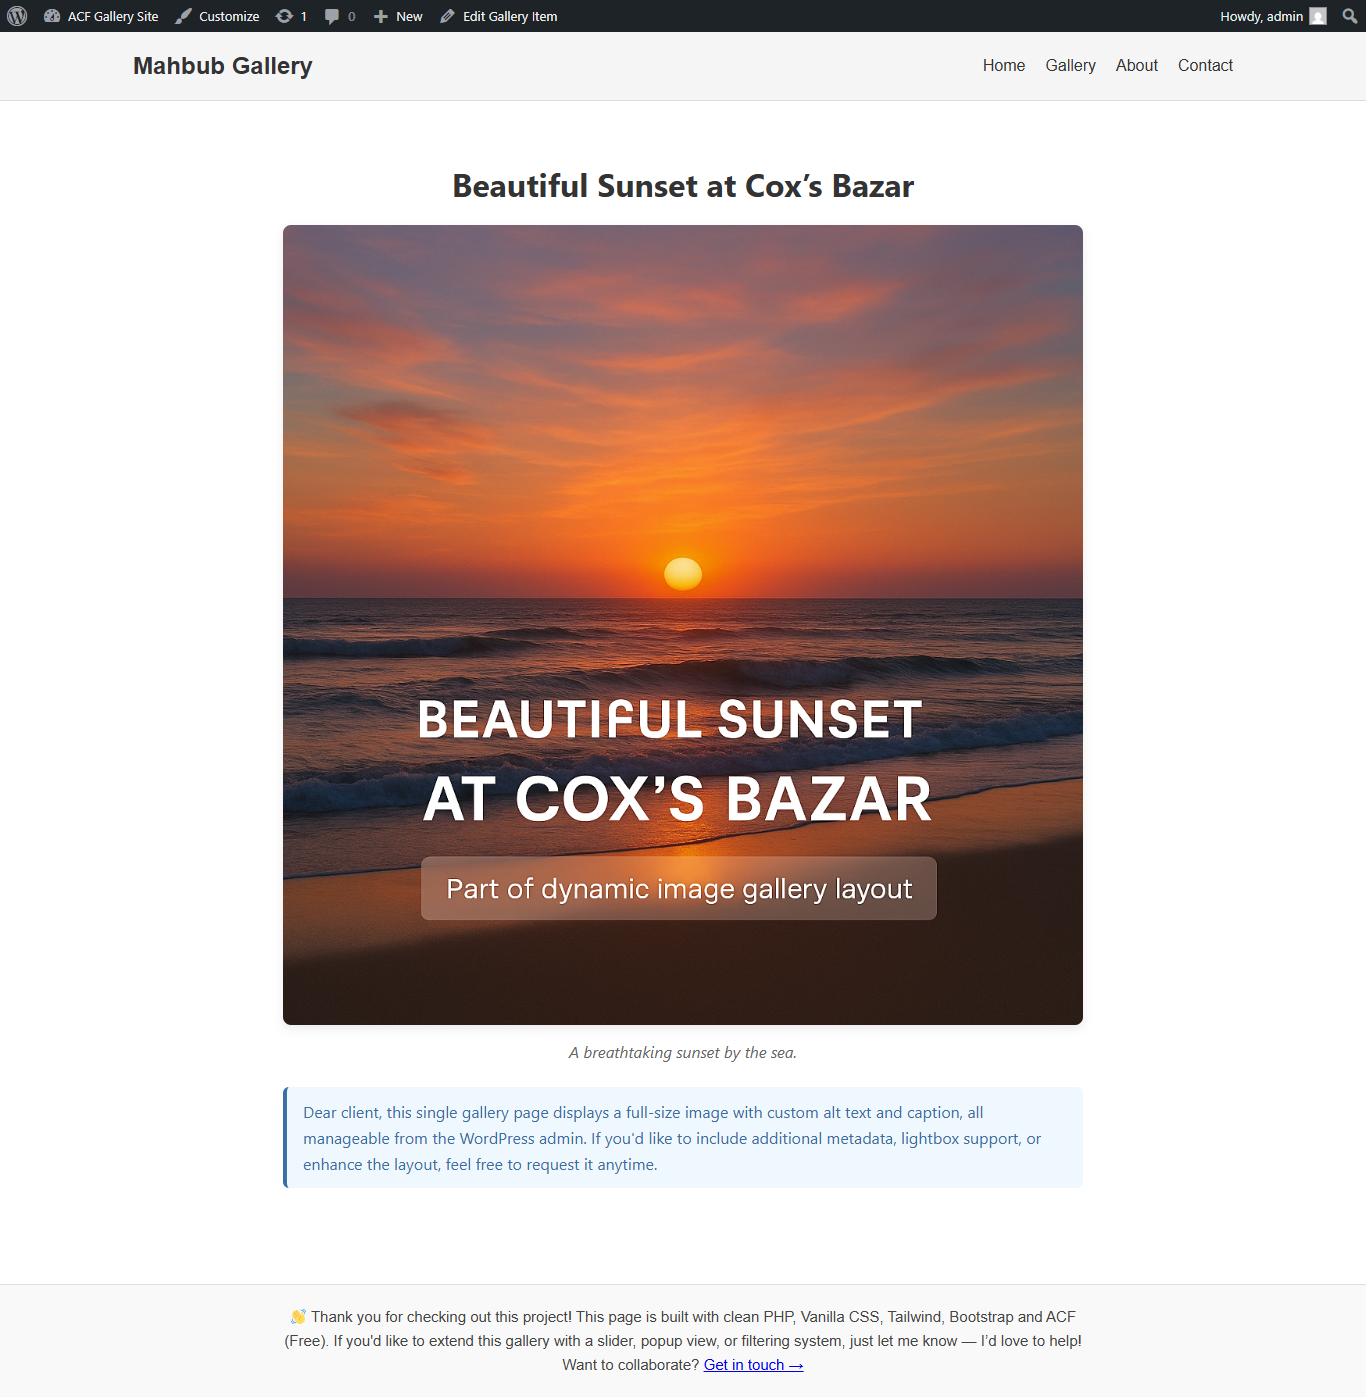 ACF Gallery Site Customize 1 0 New Edit Gallery Item Howdy, admin
Mahbub Gallery Home Gallery About Contact
Beautiful Sunset at Cox’s Bazar
BEAUTIFUL SUNSET
AT COX’S BAZAR
Part of dynamic image gallery layout
A breathtaking sunset by the sea.
Dear client, this single gallery page displays a full-size image with custom alt text and caption, all
manageable from the WordPress admin. If you'd like to include additional metadata, lightbox support, or
enhance the layout, feel free to request it anytime.
👋 Thank you for checking out this project! This page is built with clean PHP, Vanilla CSS, Tailwind, Bootstrap and ACF
(Free). If you'd like to extend this gallery with a slider, popup view, or filtering system, just let me know — I’d love to help!
Want to collaborate? Get in touch →